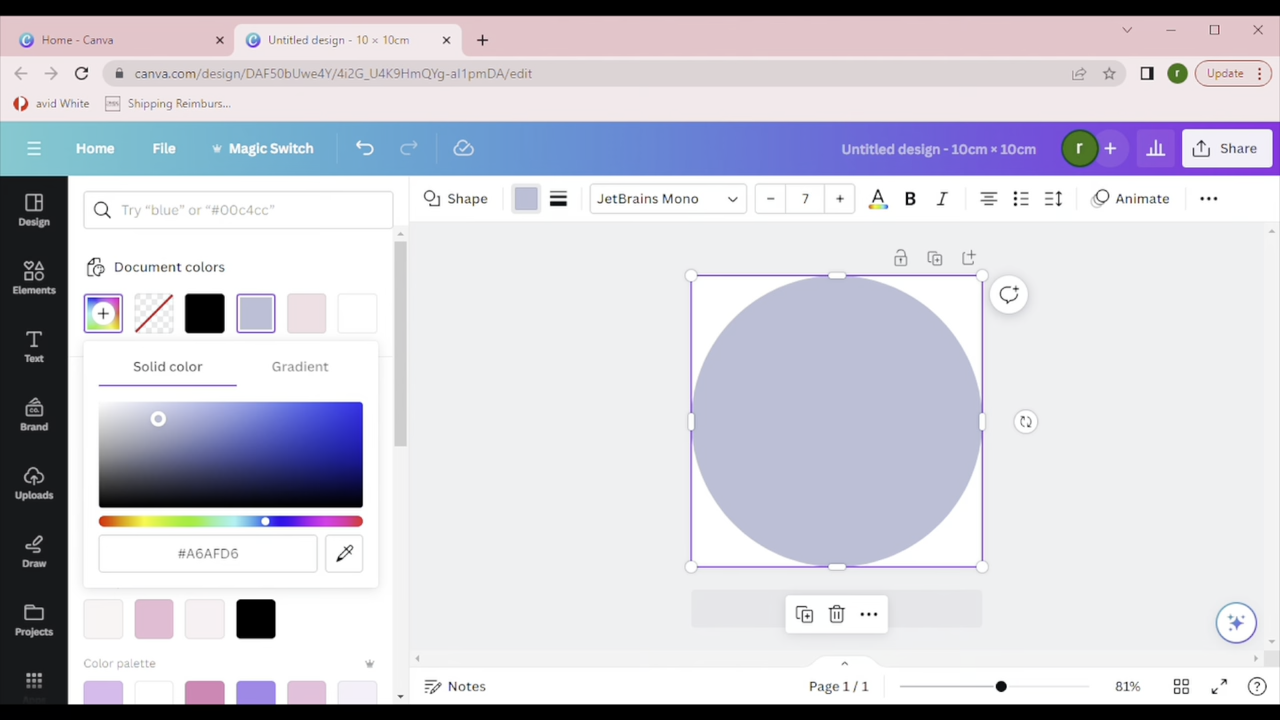 Home - Canva
Untitled design - 10 × 10cm
canva.com/design/DAF50bUwe4Y/4i2G_U4K9HmQYg-aI1pmDA/edit
r
Update
avid White
Shipping Reimburs...
Home
File
Magic Switch
Untitled design - 10cm × 10cm
r
Share
Design
Elements
Text
Brand
Uploads
Draw
Projects
Try “blue” or “#00c4cc”
Shape
JetBrains Mono
7
A
B
I
Animate
Document colors
Solid color
Gradient
#A6AFD6
Color palette
Notes
Page 1 / 1
81%